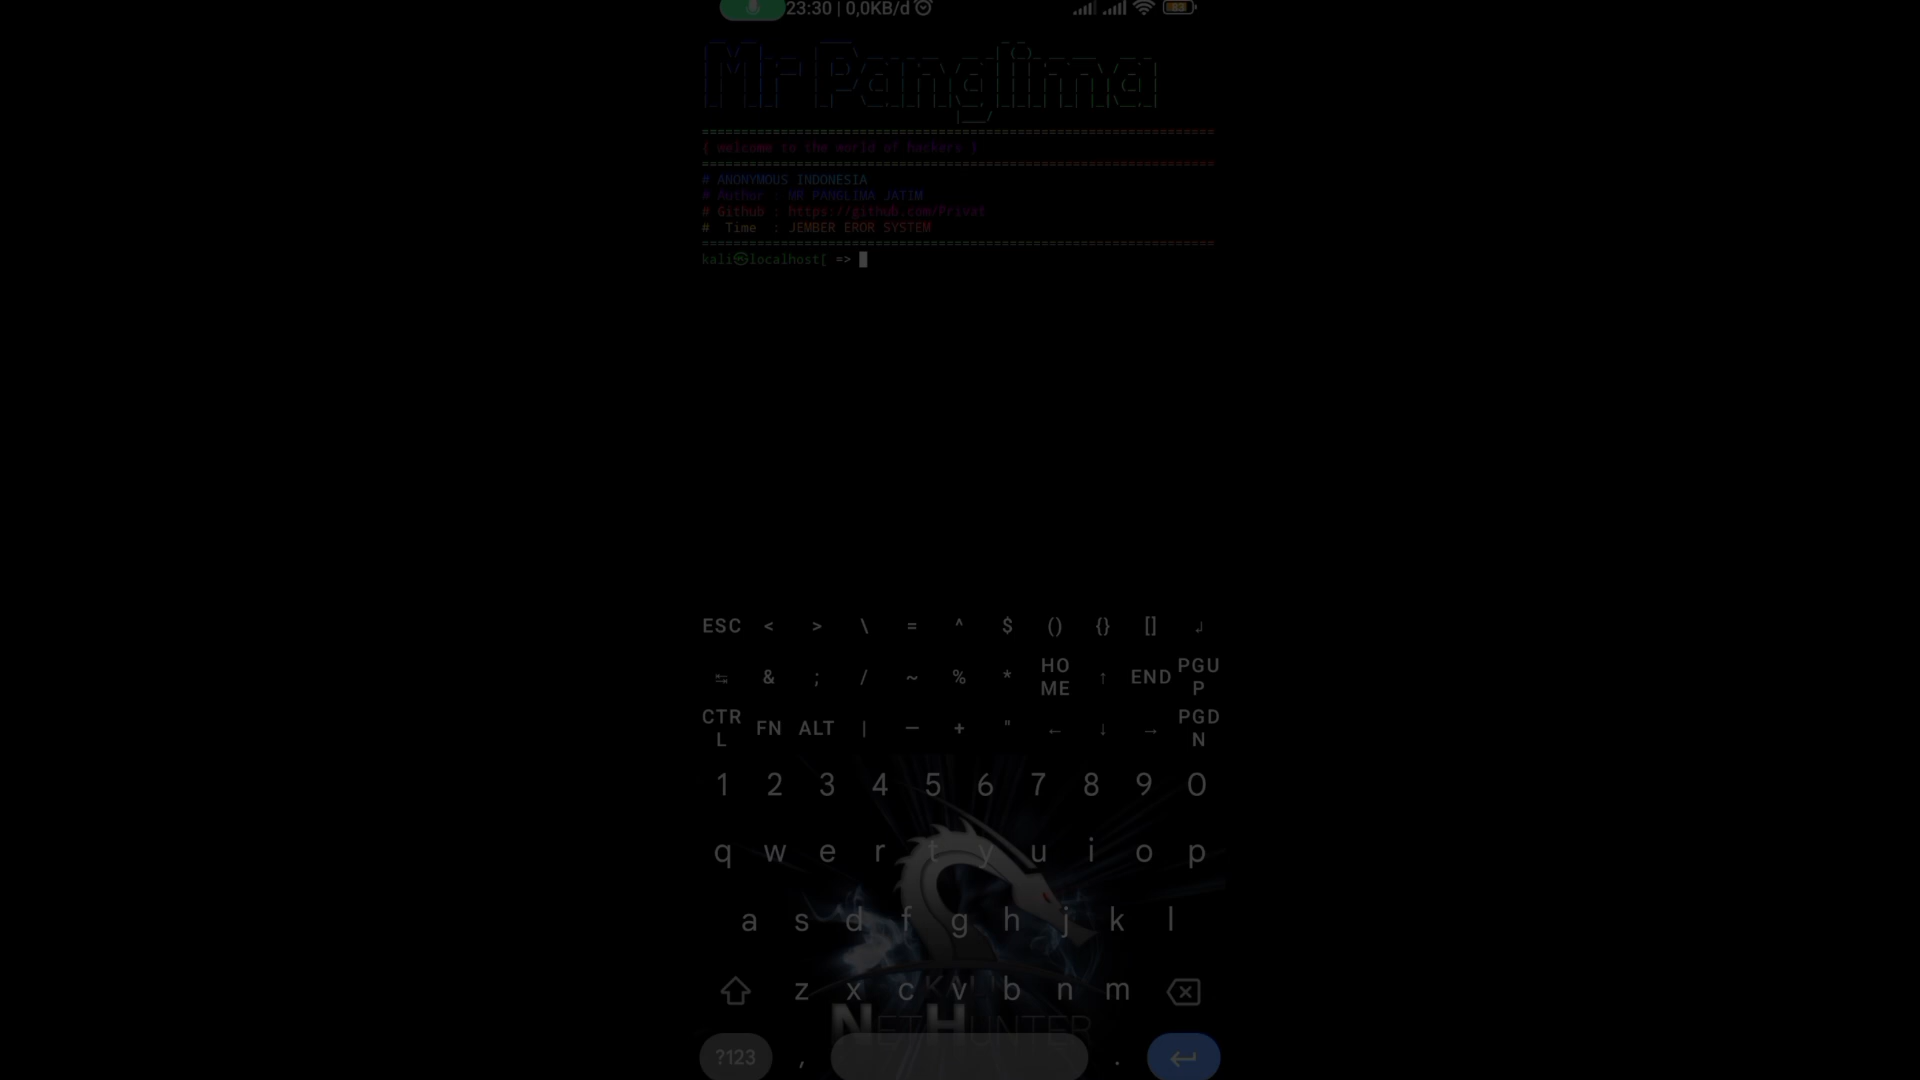 23:30 | 0,0KB/d 83
Mr Panglima
================================================================
[ welcome to the world of hackers ]
================================================================
# ANONYMOUS INDONESIA
# Author : MR PANGLIMA JATIM
# Github : https://github.com/Privat
#  Time  : JEMBER EROR SYSTEM
================================================================
kali㉿localhost[ =>
ESC < > \ = ^ $ () {} [] ↲
↹ & ; / ~ % * HOME ↑ END PGUP
CTRL FN ALT | — + " ← ↓ → PGDN
1 2 3 4 5 6 7 8 9 0
q w e r t y u i o p
a s d f g h j k l
z x c v b n m
KALI
NETHUNTER
?123 , .